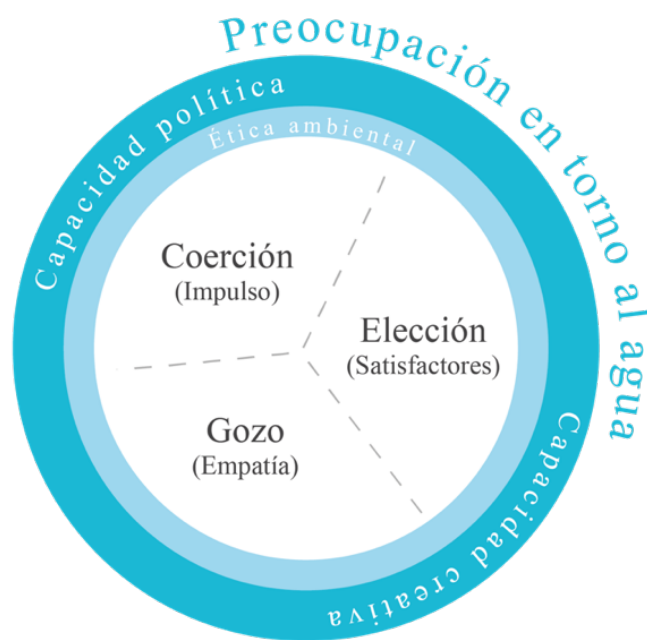 Preocupación en torno al agua
Capacidad política
Ética ambiental
Coerción
(Impulso)
Elección
(Satisfactores)
Gozo
(Empatía)
Capacidad creativa